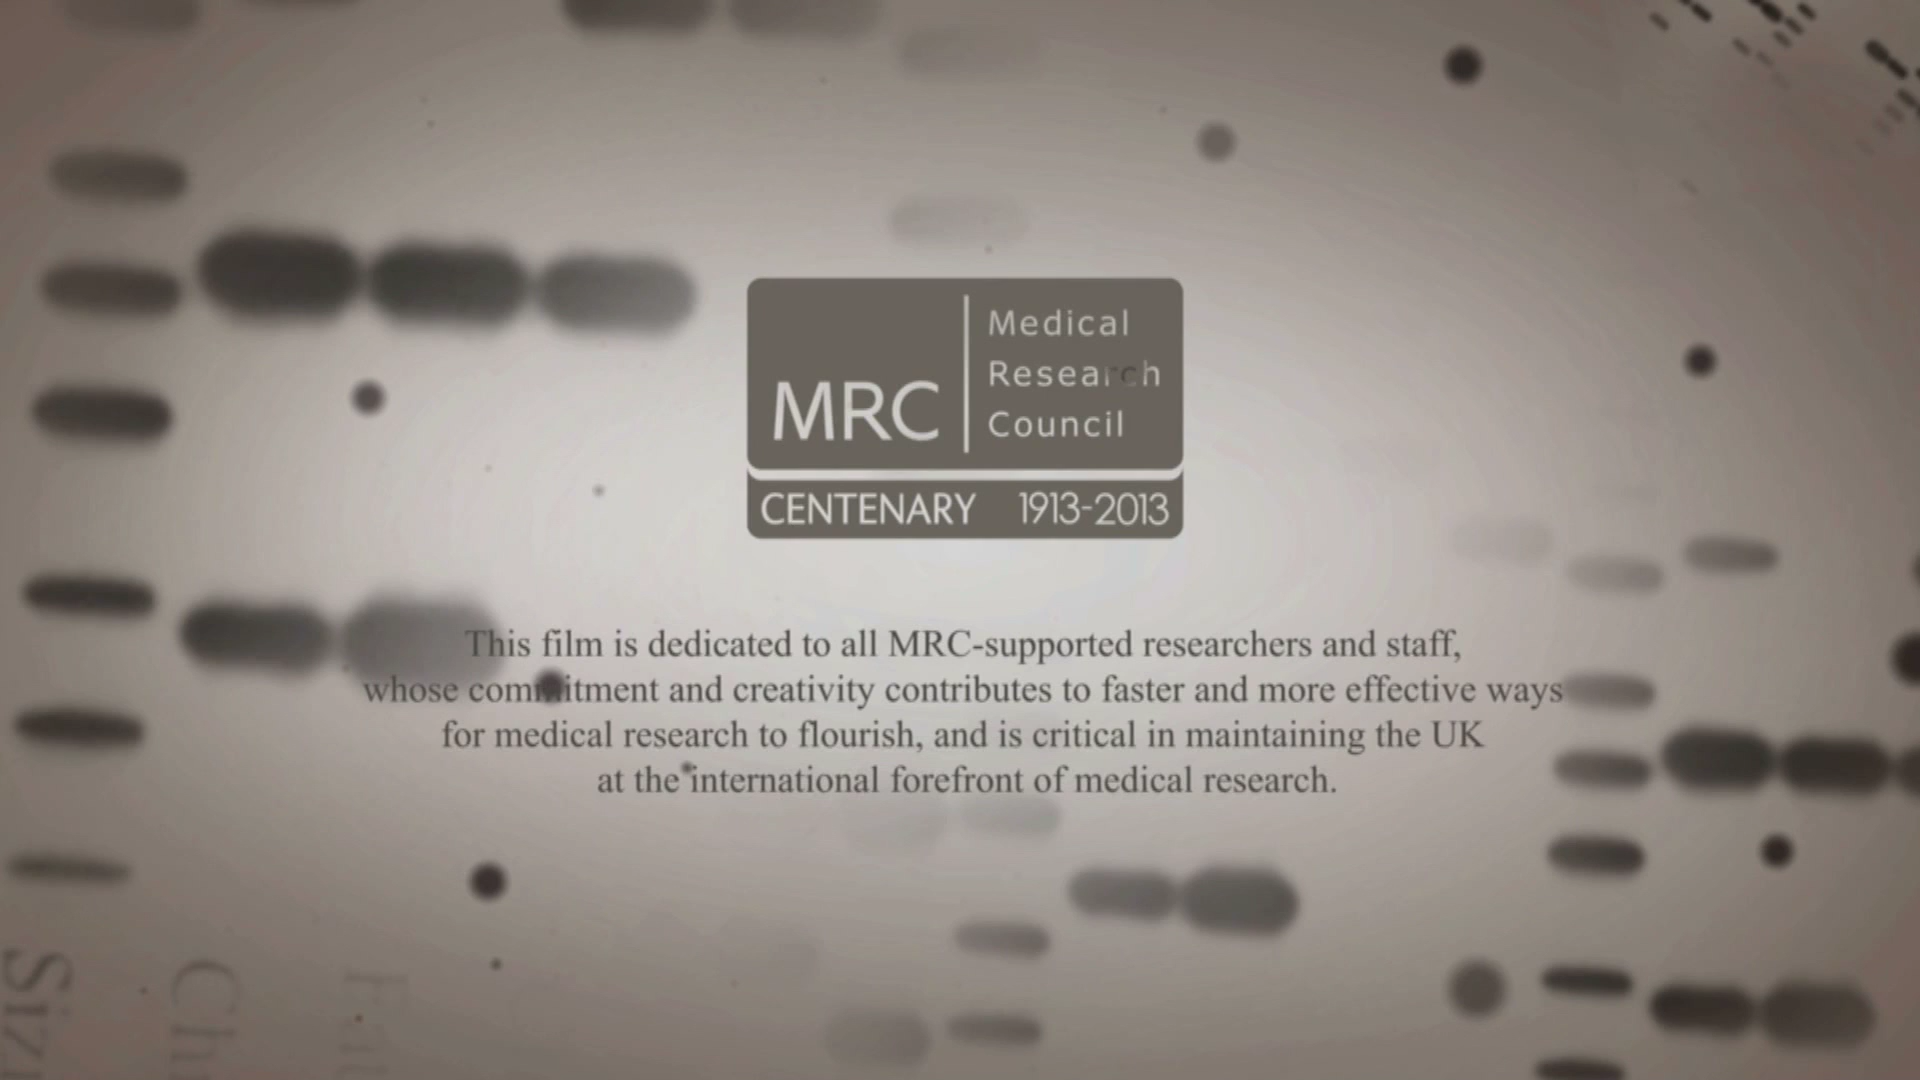 Medical
Research
Council
MRC
CENTENARY 1913-2013
This film is dedicated to all MRC-supported researchers and staff,
whose commitment and creativity contributes to faster and more effective ways
for medical research to flourish, and is critical in maintaining the UK
at the international forefront of medical research.